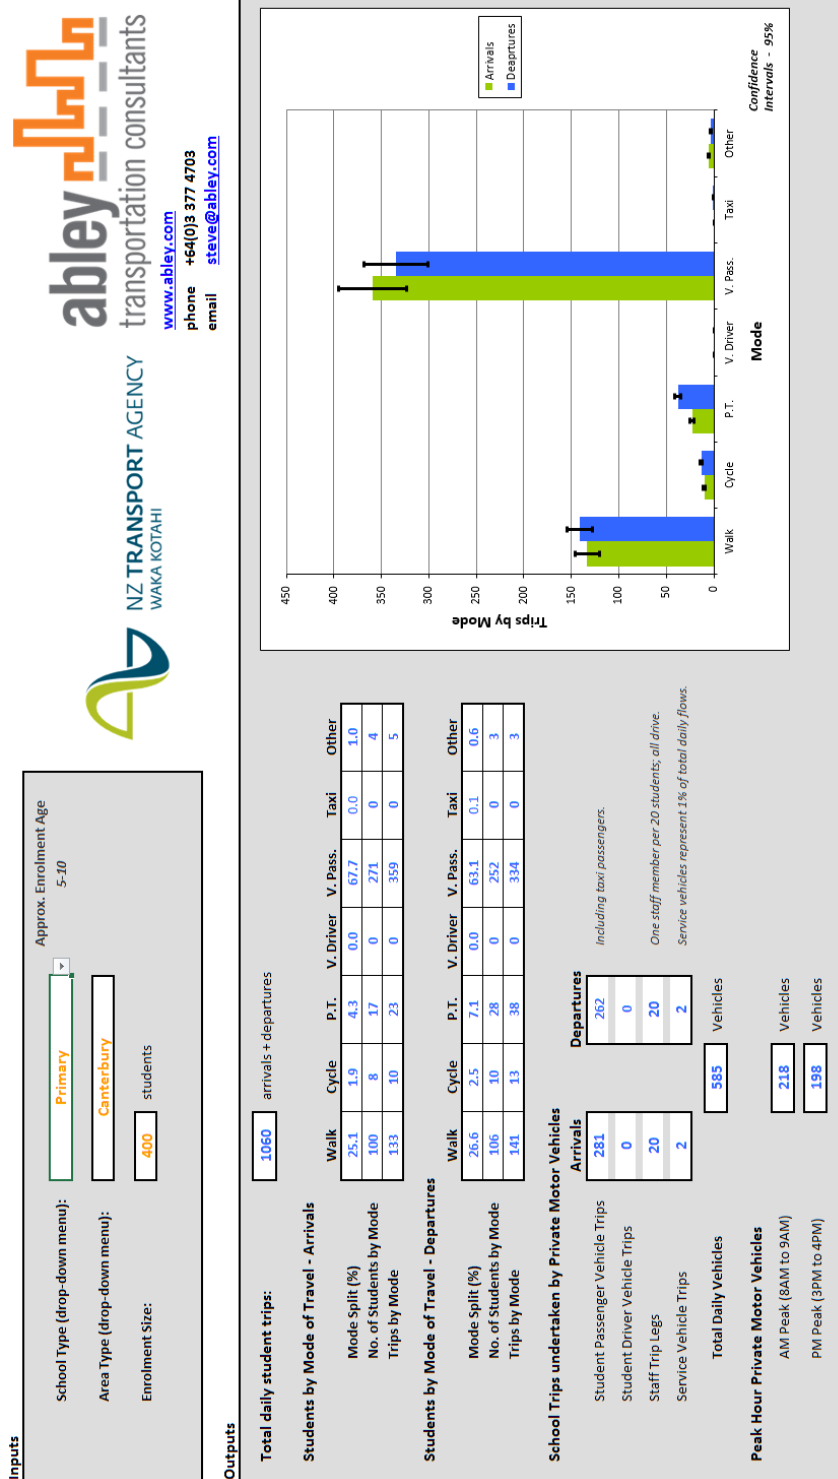 Inputs
School Type (drop-down menu): Primary
Approx. Enrolment Age
5-10
Area Type (drop-down menu): Canterbury
Enrolment Size: 400 students
NZ TRANSPORT AGENCY
WAKA KOTAHI
abley
transportation consultants
www.abley.com
phone +64(0)3 377 4703
email steve@abley.com
Outputs
Total daily student trips: 1060 arrivals + departures
Students by Mode of Travel - Arrivals
Walk Cycle P.T. V. Driver V. Pass. Taxi Other
Mode Split (%) 25.1 1.9 4.3 0.0 67.7 0.0 1.0
No. of Students by Mode 100 8 17 0 271 0 4
Trips by Mode 133 10 23 0 359 0 5
Students by Mode of Travel - Departures
Walk Cycle P.T. V. Driver V. Pass. Taxi Other
Mode Split (%) 26.6 2.5 7.1 0.0 63.1 0.1 0.6
No. of Students by Mode 106 10 28 0 252 0 3
Trips by Mode 141 13 38 0 334 0 3
School Trips undertaken by Private Motor Vehicles
Arrivals Departures
Student Passenger Vehicle Trips 281 262 Including taxi passengers.
Student Driver Vehicle Trips 0 0
Staff Trip Legs 20 20 One staff member per 20 students; all drive.
Service Vehicle Trips 2 2 Service vehicles represent 1% of total daily flows.
Total Daily Vehicles 585 Vehicles
Peak Hour Private Motor Vehicles
AM Peak (8AM to 9AM) 218 Vehicles
PM Peak (3PM to 4PM) 198 Vehicles
Trips by Mode
450
400
350
300
250
200
150
100
50
0
Walk Cycle P.T. V. Driver V. Pass. Taxi Other
Mode
Arrivals
Deaprtures
Confidence
Intervals - 95%